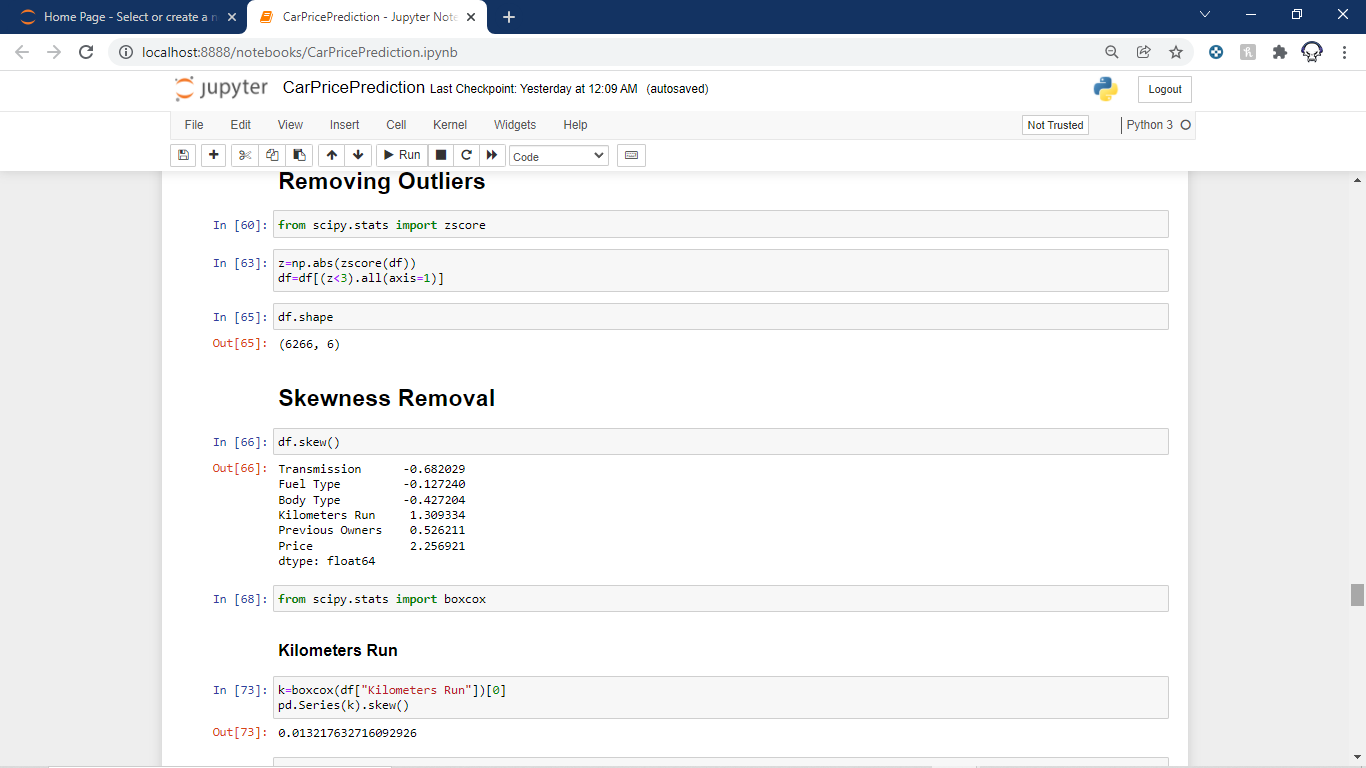 Home Page - Select or create a n
CarPricePrediction - Jupyter Note
localhost:8888/notebooks/CarPricePrediction.ipynb
jupyter CarPricePrediction Last Checkpoint: Yesterday at 12:09 AM (autosaved)
Logout
File Edit View Insert Cell Kernel Widgets Help
Not Trusted
Python 3
Run
Code
Removing Outliers
In [60]: from scipy.stats import zscore
In [63]: z=np.abs(zscore(df))
df=df[(z<3).all(axis=1)]
In [65]: df.shape
Out[65]: (6266, 6)
Skewness Removal
In [66]: df.skew()
Out[66]: Transmission -0.682029
Fuel Type -0.127240
Body Type -0.427204
Kilometers Run 1.309334
Previous Owners 0.526211
Price 2.256921
dtype: float64
In [68]: from scipy.stats import boxcox
Kilometers Run
In [73]: k=boxcox(df["Kilometers Run"])[0]
pd.Series(k).skew()
Out[73]: 0.013217632716092926